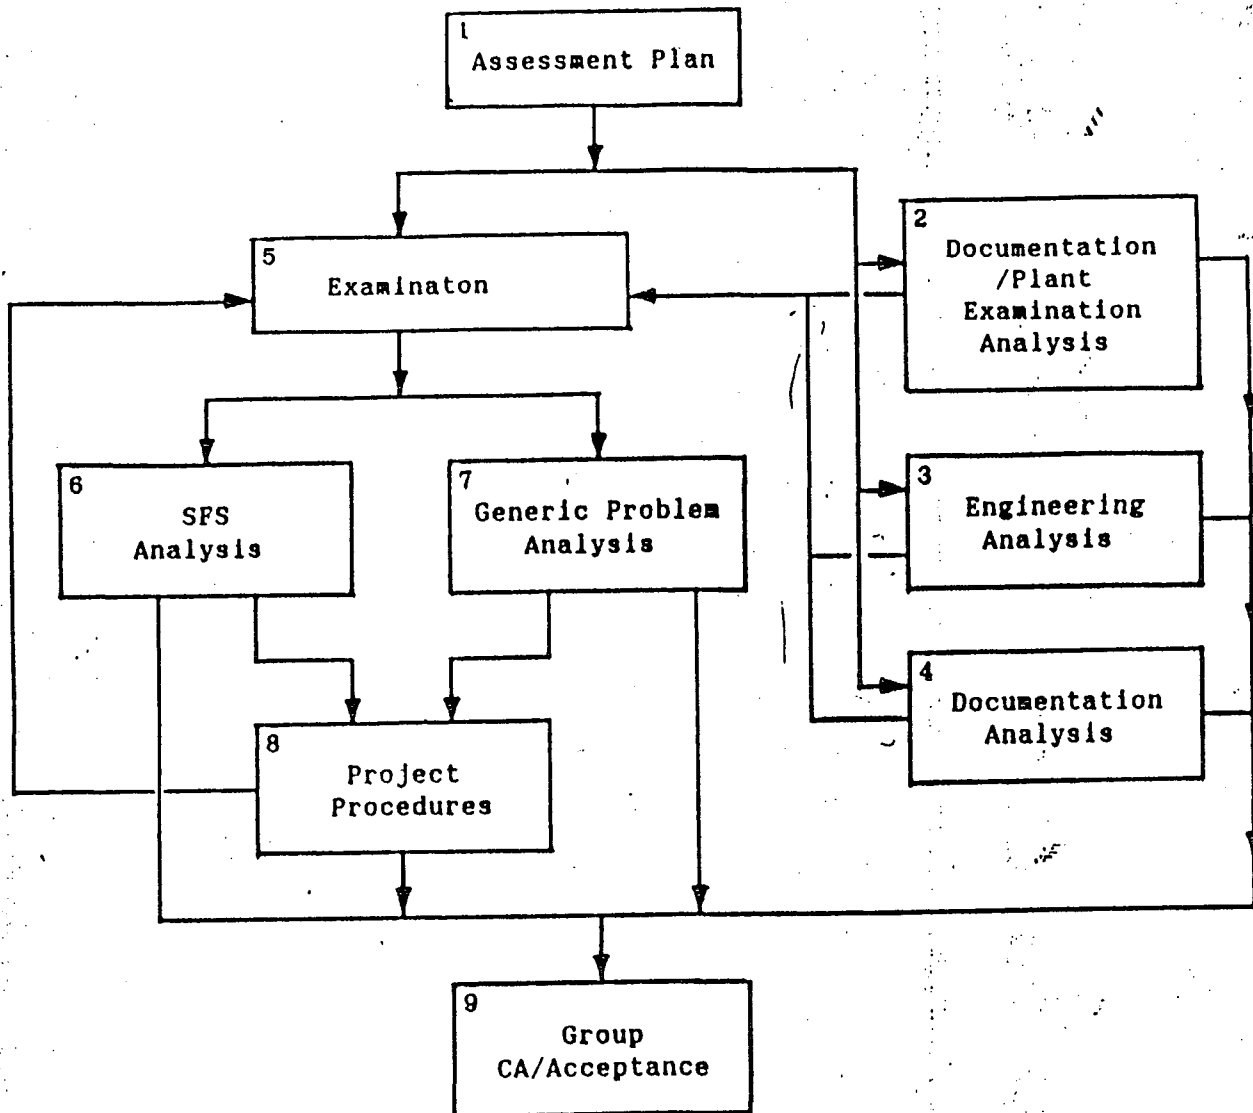 1
Assessment Plan
2
Documentation
/Plant
Examination
Analysis
5
Examinaton
3
Engineering
Analysis
6
SFS
Analysis
7
Generic Problem
Analysis
4
Documentation
Analysis
8
Project
Procedures
9
Group
CA/Acceptance